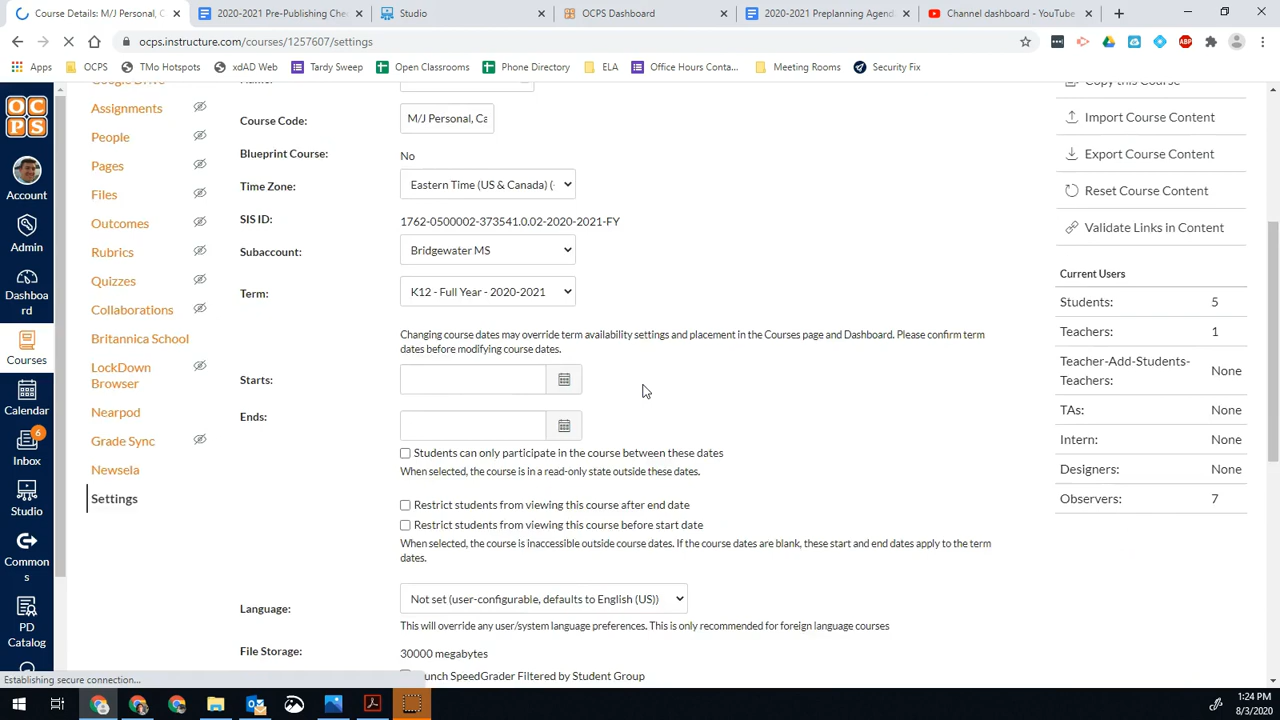 Course Details: M/J Personal, C
2020-2021 Pre-Publishing Che
Studio
OCPS Dashboard
2020-2021 Preplanning Agend
Channel dashboard - YouTube
ocps.instructure.com/courses/1257607/settings
Apps
OCPS
TMo Hotspots
xdAD Web
Tardy Sweep
Open Classrooms
Phone Directory
ELA
Office Hours Conta...
Meeting Rooms
Security Fix
OC
PS
Account
Admin
Dashboa
rd
Courses
Calendar
6
Inbox
Studio
Common
s
PD
Catalog
Google Drive
Assignments
People
Pages
Files
Outcomes
Rubrics
Quizzes
Collaborations
Britannica School
LockDown
Browser
Nearpod
Grade Sync
Newsela
Settings
Course Code:
M/J Personal, Ca
Blueprint Course:
No
Time Zone:
Eastern Time (US & Canada) (-
SIS ID:
1762-0500002-373541.0.02-2020-2021-FY
Subaccount:
Bridgewater MS
Term:
K12 - Full Year - 2020-2021
Changing course dates may override term availability settings and placement in the Courses page and Dashboard. Please confirm term
dates before modifying course dates.
Starts:
Ends:
Students can only participate in the course between these dates
When selected, the course is in a read-only state outside these dates.
Restrict students from viewing this course after end date
Restrict students from viewing this course before start date
When selected, the course is inaccessible outside course dates. If the course dates are blank, these start and end dates apply to the term
dates.
Language:
Not set (user-configurable, defaults to English (US))
This will override any user/system language preferences. This is only recommended for foreign language courses
File Storage:
30000 megabytes
unch SpeedGrader Filtered by Student Group
Copy this Course
Import Course Content
Export Course Content
Reset Course Content
Validate Links in Content
Current Users
Students: 5
Teachers: 1
Teacher-Add-Students-
Teachers: None
TAs: None
Intern: None
Designers: None
Observers: 7
Establishing secure connection...
1:24 PM
8/3/2020